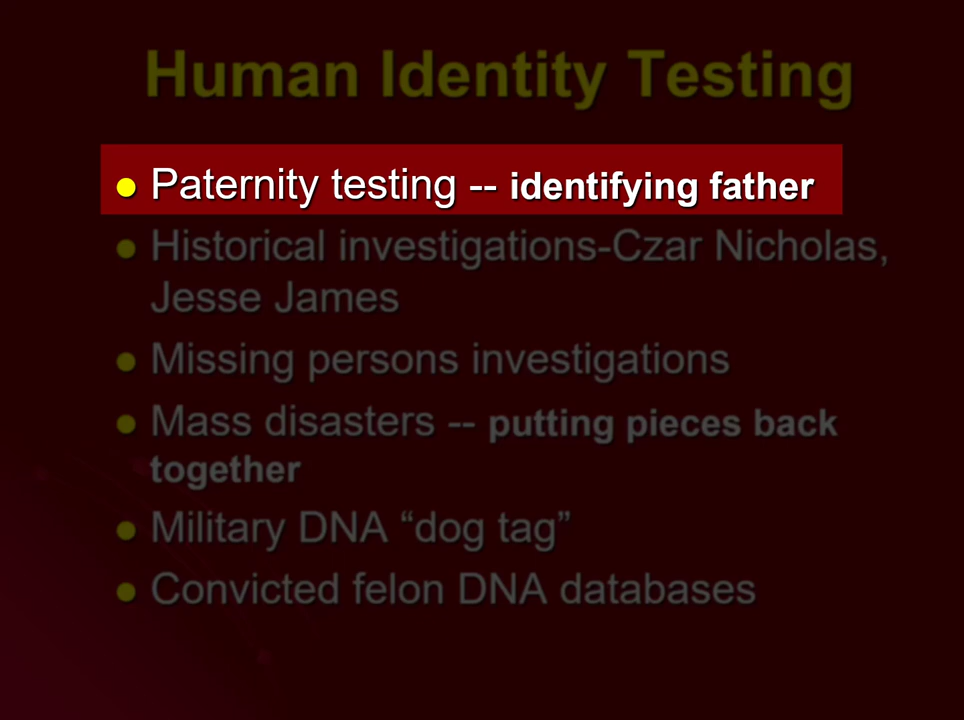 Human Identity Testing
Paternity testing -- identifying father
Historical investigations-Czar Nicholas,
Jesse James
Missing persons investigations
Mass disasters -- putting pieces back
together
Military DNA “dog tag”
Convicted felon DNA databases